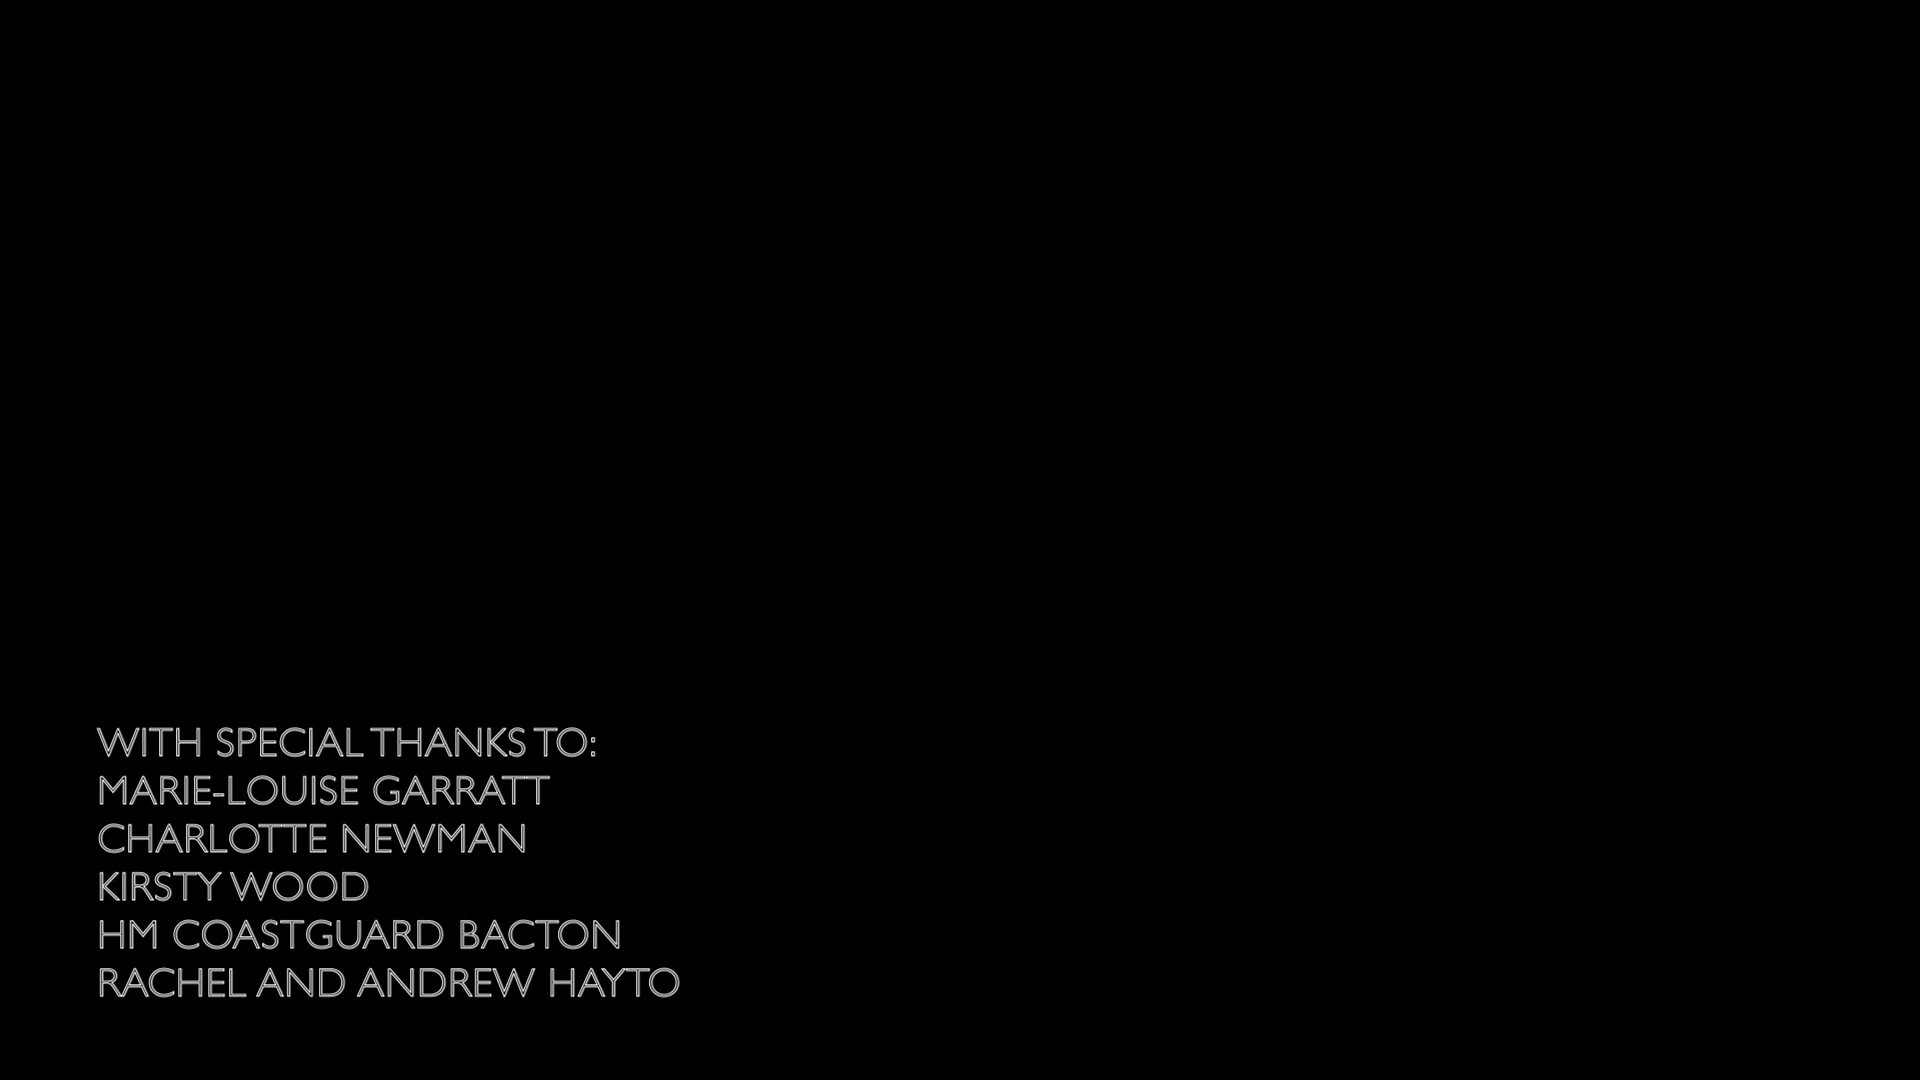 WITH SPECIAL THANKS TO:
MARIE-LOUISE GARRATT
CHARLOTTE NEWMAN
KIRSTY WOOD
HM COASTGUARD BACTON
RACHEL AND ANDREW HAYTO